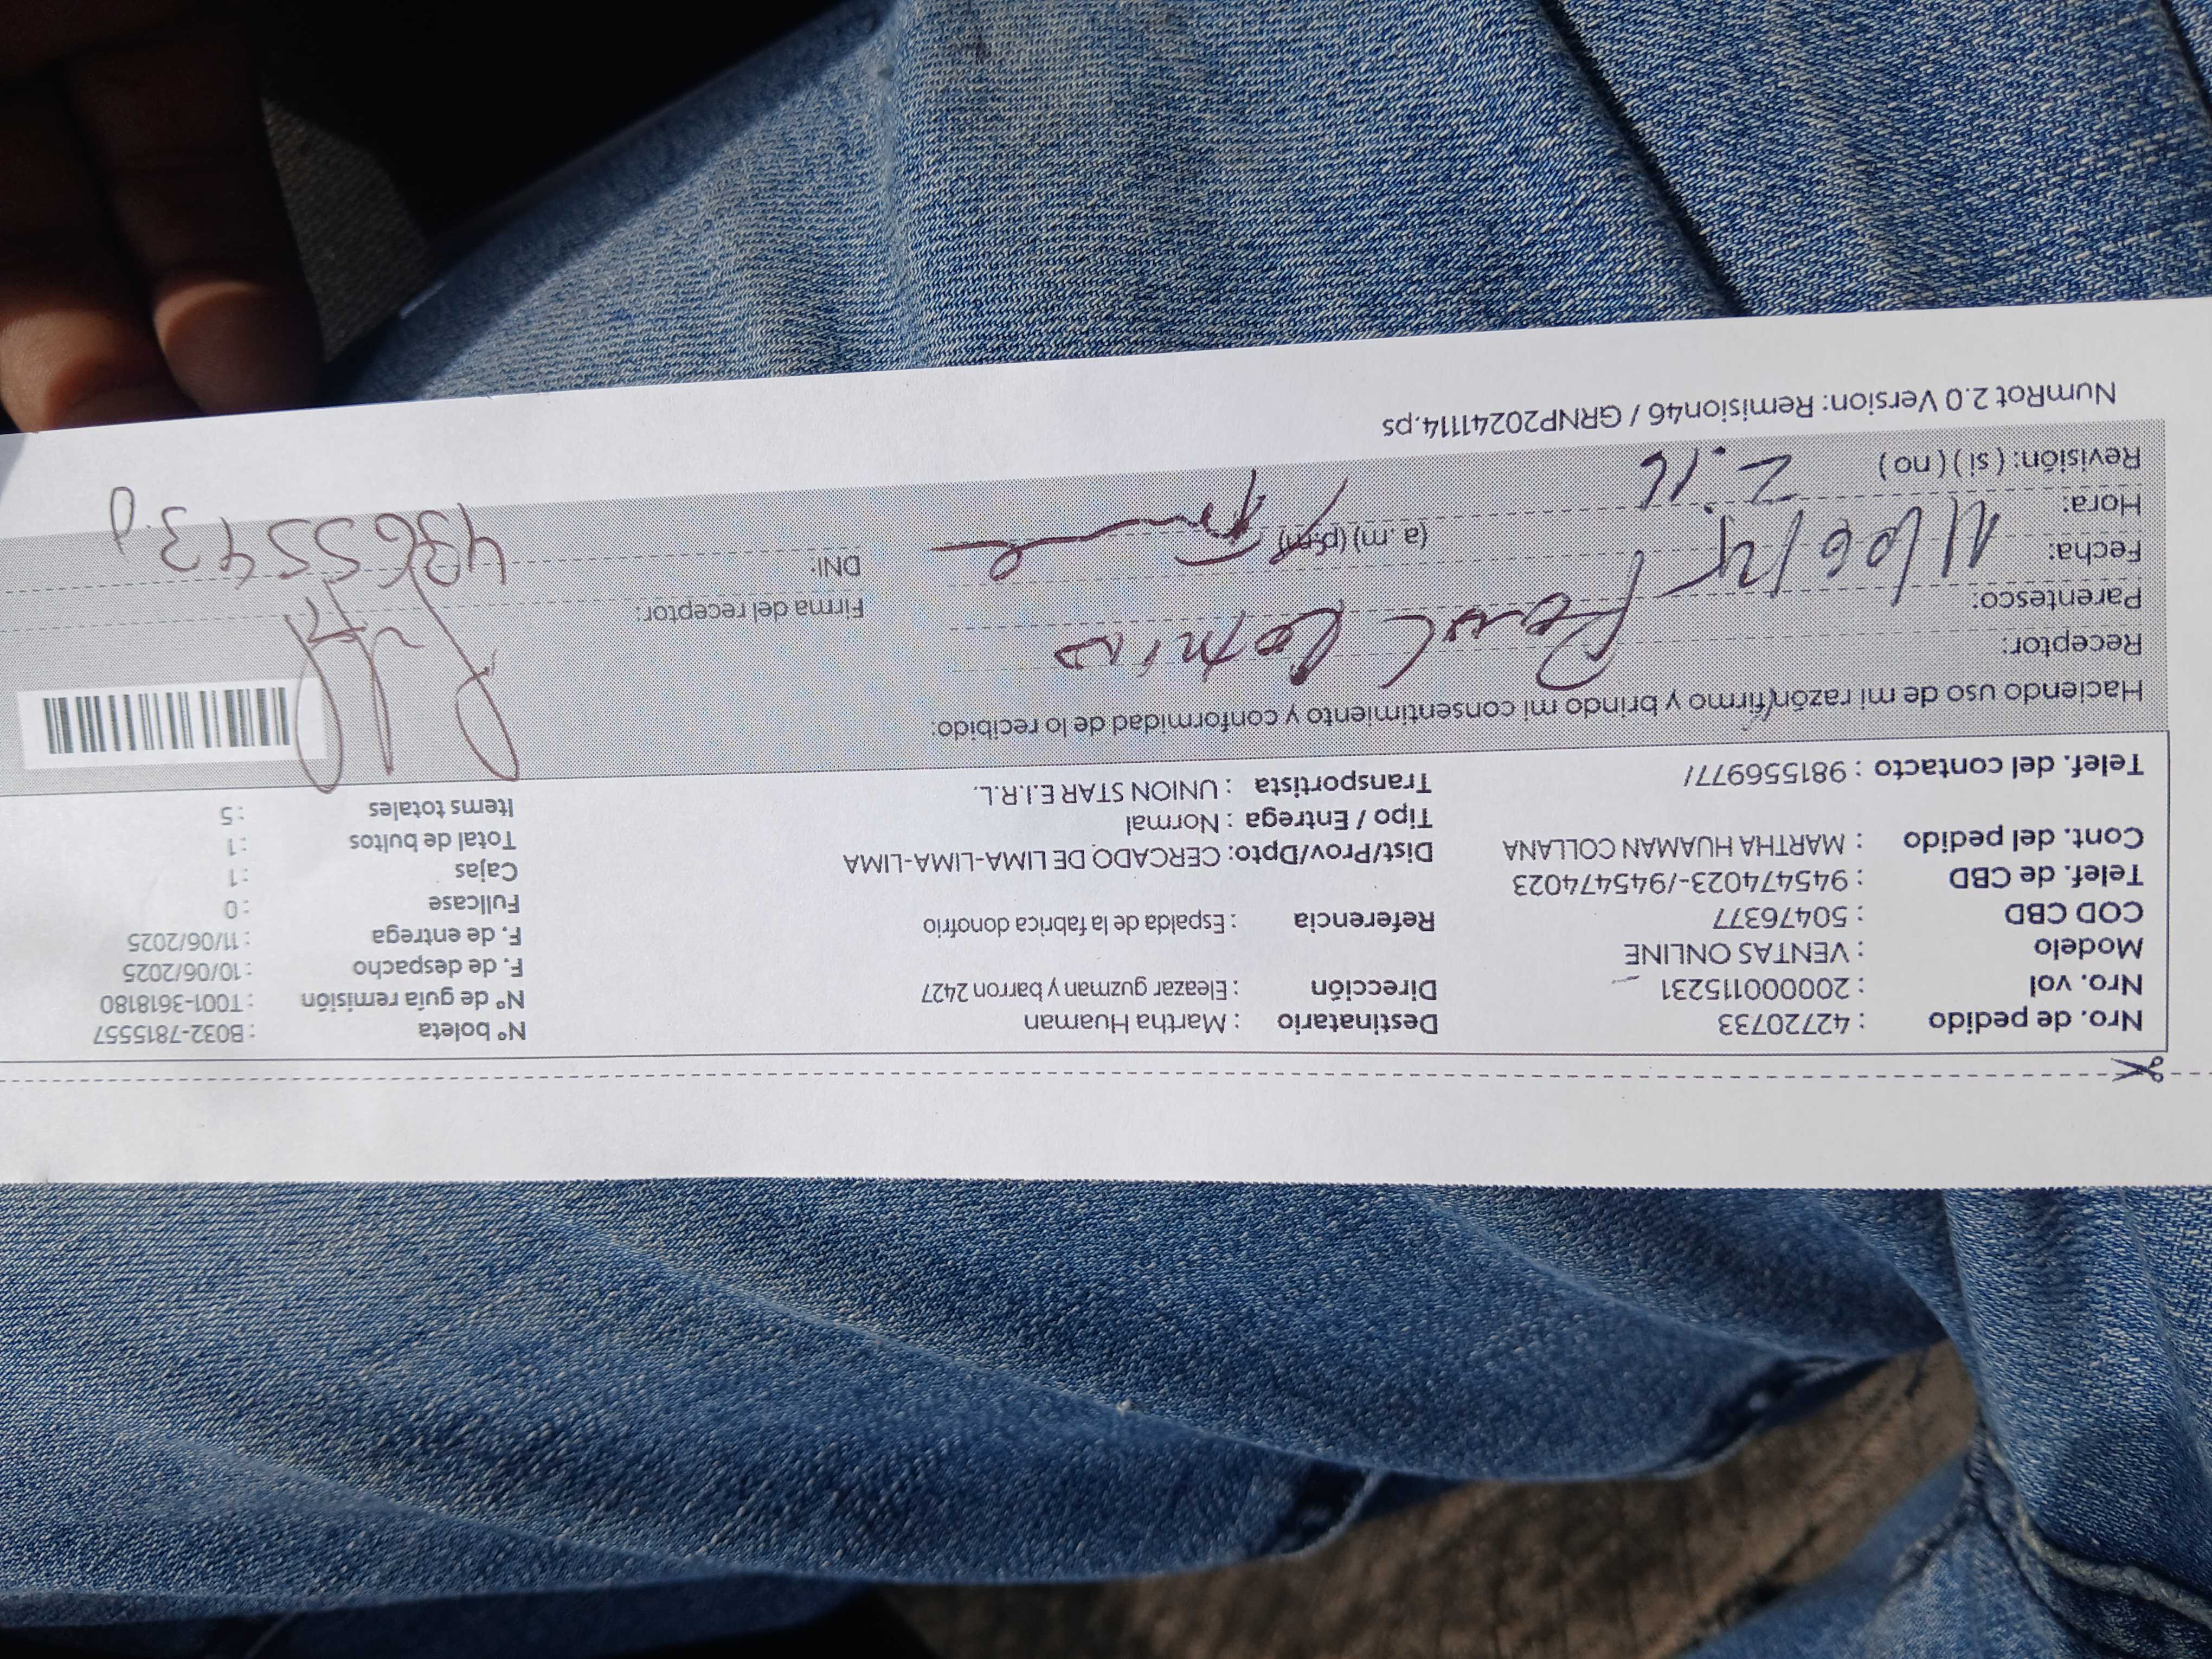 Nro. de pedido : 42720733 Destinatario : Martha Huaman Nº boleta : B032-7815557
Nro. vol : 20000115231 Dirección : Eleazar guzman y barron 2427 Nº de guía remisión : T001-3618180
Modelo : VENTAS ONLINE F. de despacho : 10/06/2025
COD CBD : 50476377 Referencia : Espalda de la fabrica donofrio F. de entrega : 11/06/2025
Telef. de CBD : 945474023-/945474023 Fullcase : 0
Cont. del pedido : MARTHA HUAMAN COLLANA Dist/Prov/Dpto: CERCADO DE LIMA-LIMA-LIMA Cajas : 1
Tipo / Entrega : Normal Total de bultos : 1
Telef. del contacto : 981556977/ Transportista : UNION STAR E.I.R.L. Items totales : 5
Haciendo uso de mi razón firmo y brindo mi consentimiento y conformidad de lo recibido:
Receptor:
Parentesco: Firma del receptor:
Fecha: 11/06/ (a.m) (p.m) DNI: 43655543
Hora: 2:16
Revisión: ( si ) ( no )
NumRot 2.0 Version: Remision46 / GRNP20241114.ps